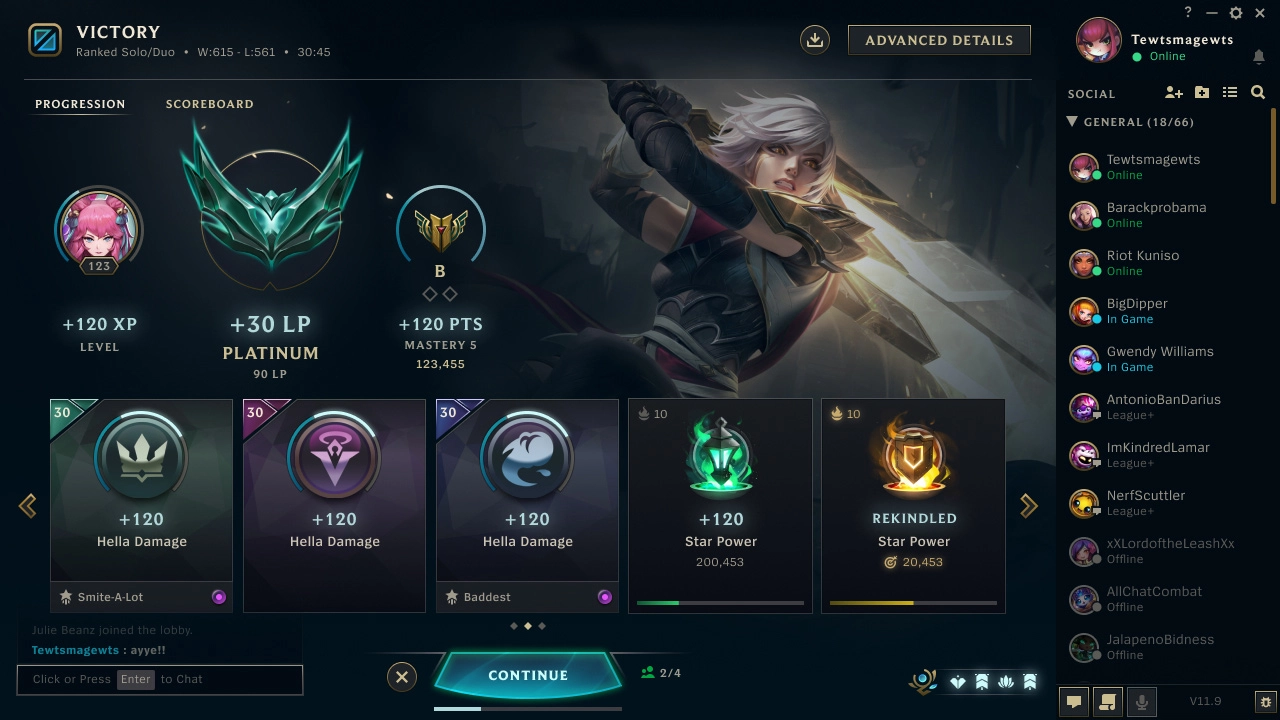 VICTORY
Ranked Solo/Duo • W:615 - L:561 • 30:45
ADVANCED DETAILS
PROGRESSION
SCOREBOARD
123
+120 XP
LEVEL
+30 LP
PLATINUM
90 LP
B
+120 PTS
MASTERY 5
123,455
30
+120
Hella Damage
Smite-A-Lot
30
+120
Hella Damage
30
+120
Hella Damage
Baddest
10
+120
Star Power
200,453
10
REKINDLED
Star Power
20,453
Julie Beanz joined the lobby.
Tewtsmagewts : ayye!!
Click or Press Enter to Chat
CONTINUE
2/4
?
Tewtsmagewts
Online
SOCIAL
GENERAL (18/66)
Tewtsmagewts
Online
Barackprobama
Online
Riot Kuniso
Online
BigDipper
In Game
Gwendy Williams
In Game
AntonioBanDarius
League+
ImKindredLamar
League+
NerfScuttler
League+
xXLordoftheLeashXx
Offline
AllChatCombat
Offline
JalapenoBidness
Offline
V11.9